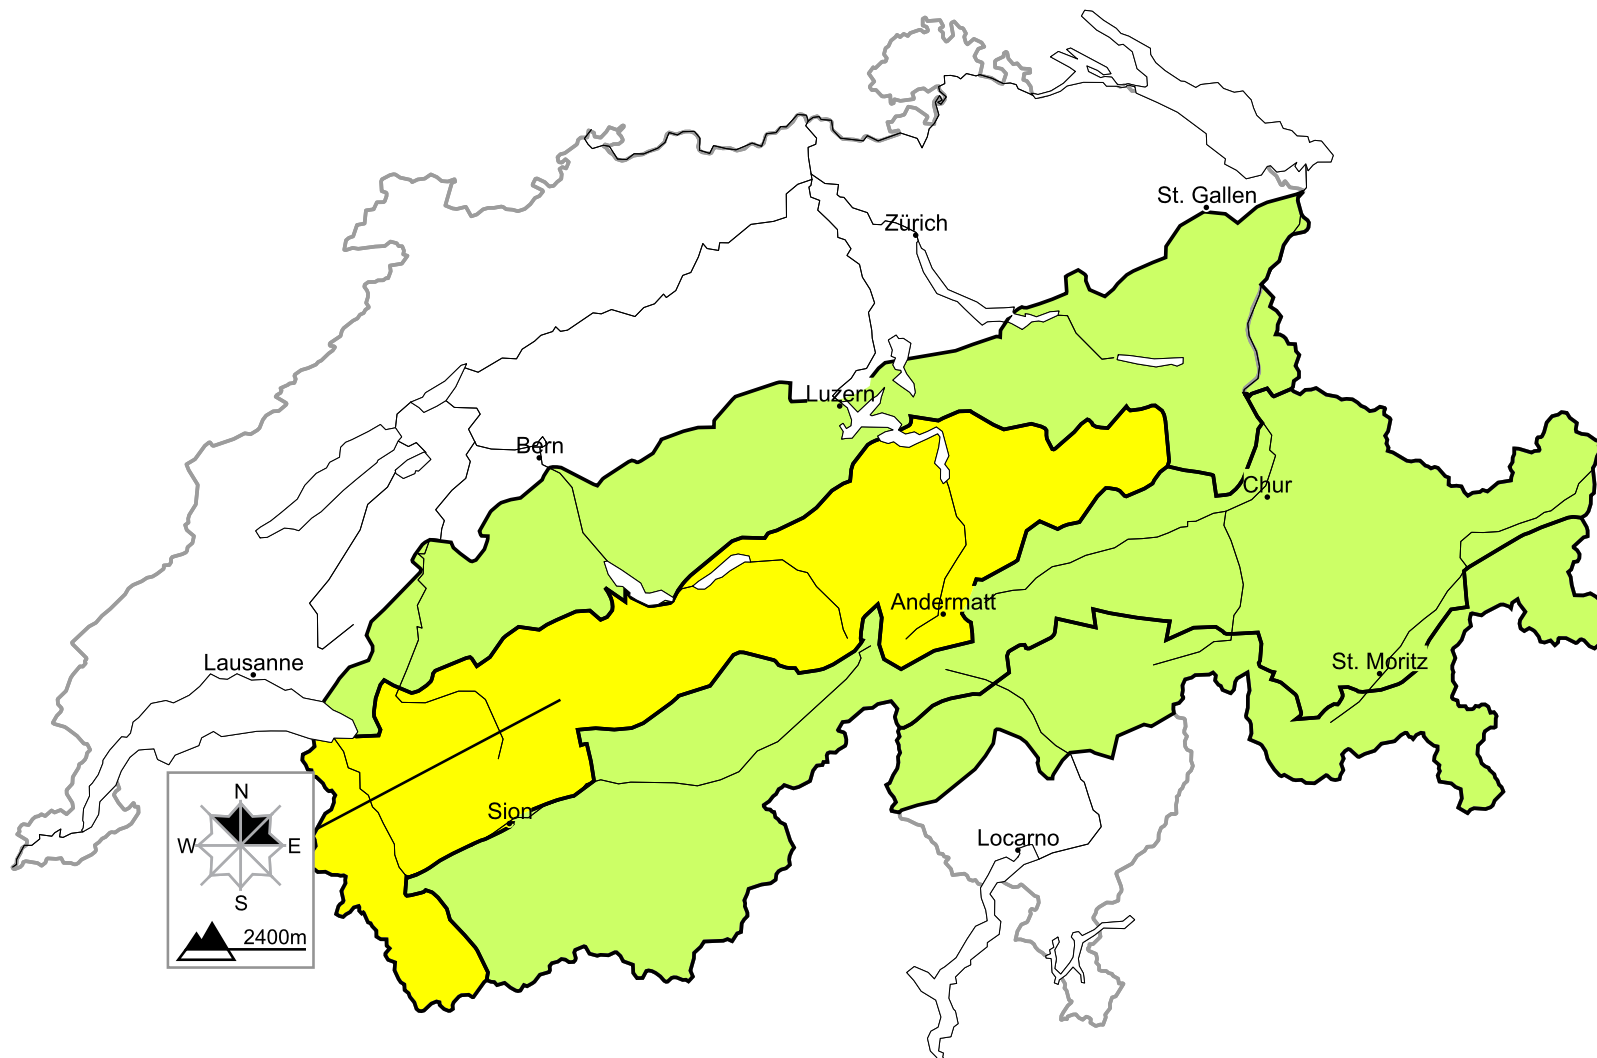 St. Gallen
Zürich
Luzern
Bern
Chur
Andermatt
Lausanne
St. Moritz
Sion
Locarno
N
W E
S
2400m